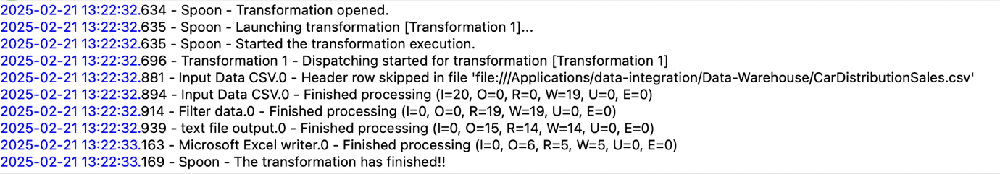 2025-02-21 13:22:32.634 - Spoon - Transformation opened.
2025-02-21 13:22:32.635 - Spoon - Launching transformation [Transformation 1]...
2025-02-21 13:22:32.635 - Spoon - Started the transformation execution.
2025-02-21 13:22:32.696 - Transformation 1 - Dispatching started for transformation [Transformation 1]
2025-02-21 13:22:32.881 - Input Data CSV.0 - Header row skipped in file 'file:///Applications/data-integration/Data-Warehouse/CarDistributionSales.csv'
2025-02-21 13:22:32.894 - Input Data CSV.0 - Finished processing (I=20, O=0, R=0, W=19, U=0, E=0)
2025-02-21 13:22:32.914 - Filter data.0 - Finished processing (I=0, O=0, R=19, W=19, U=0, E=0)
2025-02-21 13:22:32.939 - text file output.0 - Finished processing (I=0, O=15, R=14, W=14, U=0, E=0)
2025-02-21 13:22:33.163 - Microsoft Excel writer.0 - Finished processing (I=0, O=6, R=5, W=5, U=0, E=0)
2025-02-21 13:22:33.169 - Spoon - The transformation has finished!!